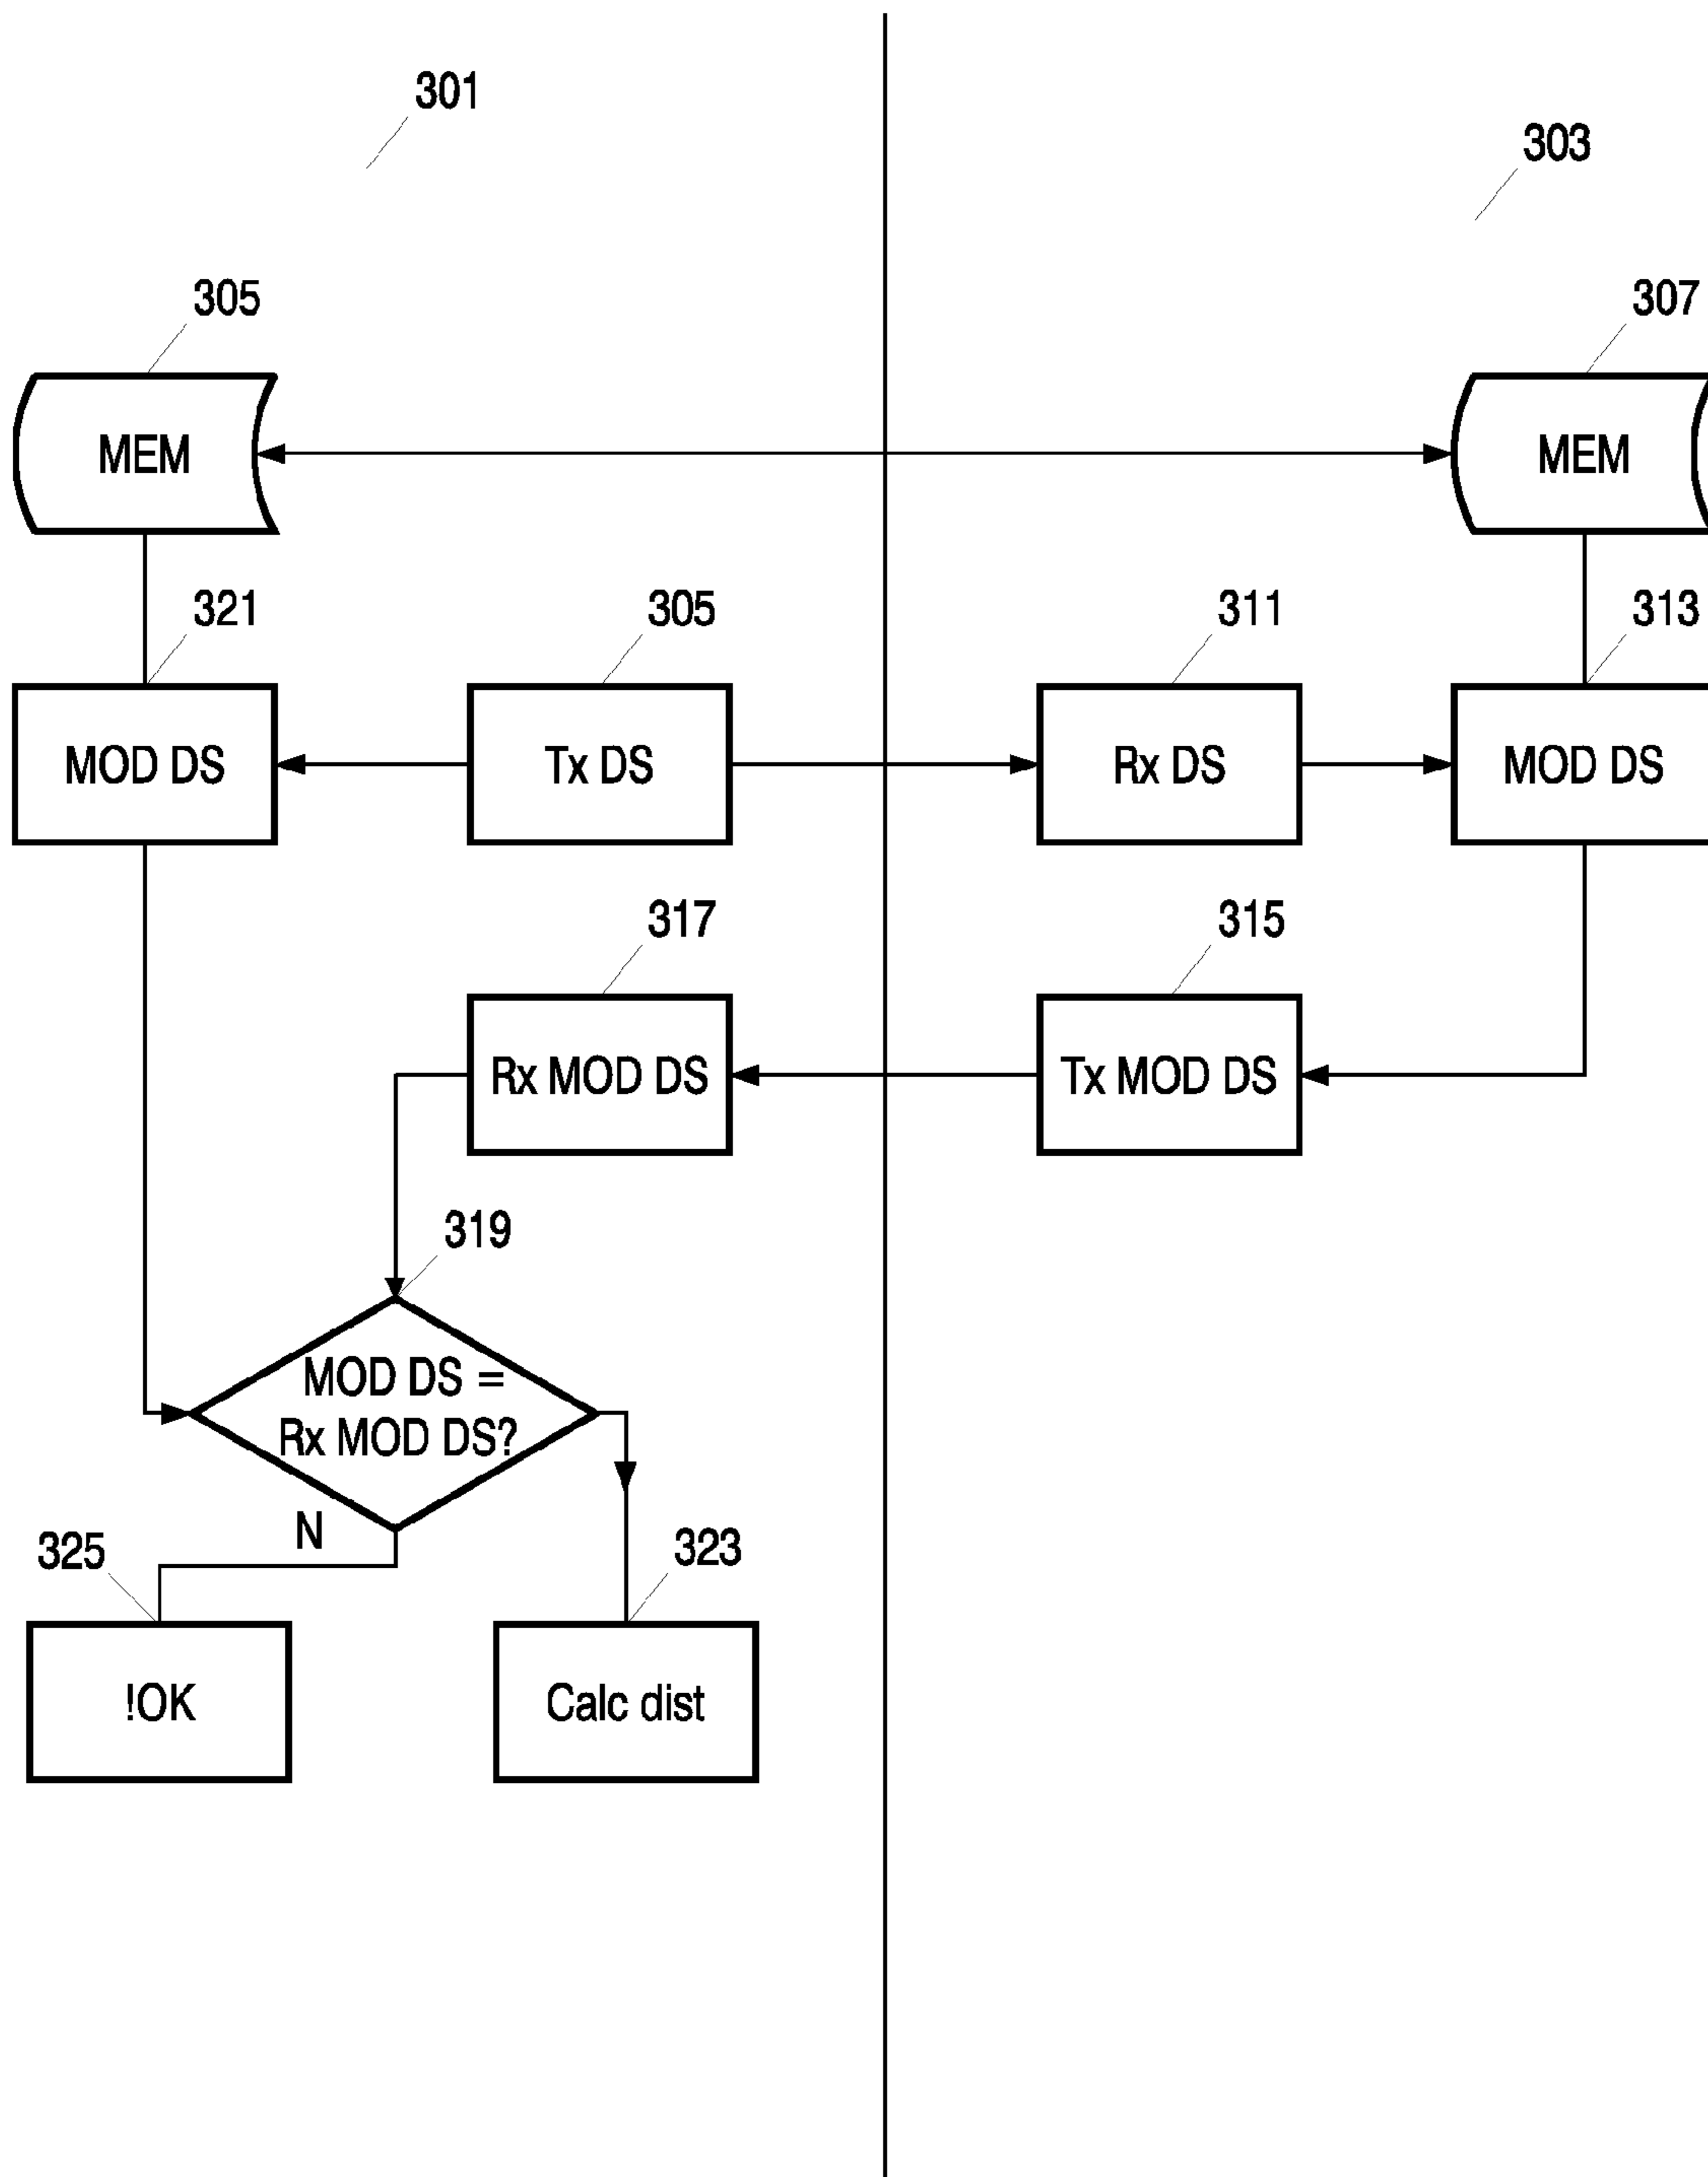 301
303
305
307
MEM
MEM
321
305
311
313
MOD DS
Tx DS
Rx DS
MOD DS
317
315
Rx MOD DS
Tx MOD DS
319
MOD DS =
Rx MOD DS?
N
325
323
!OK
Calc dist